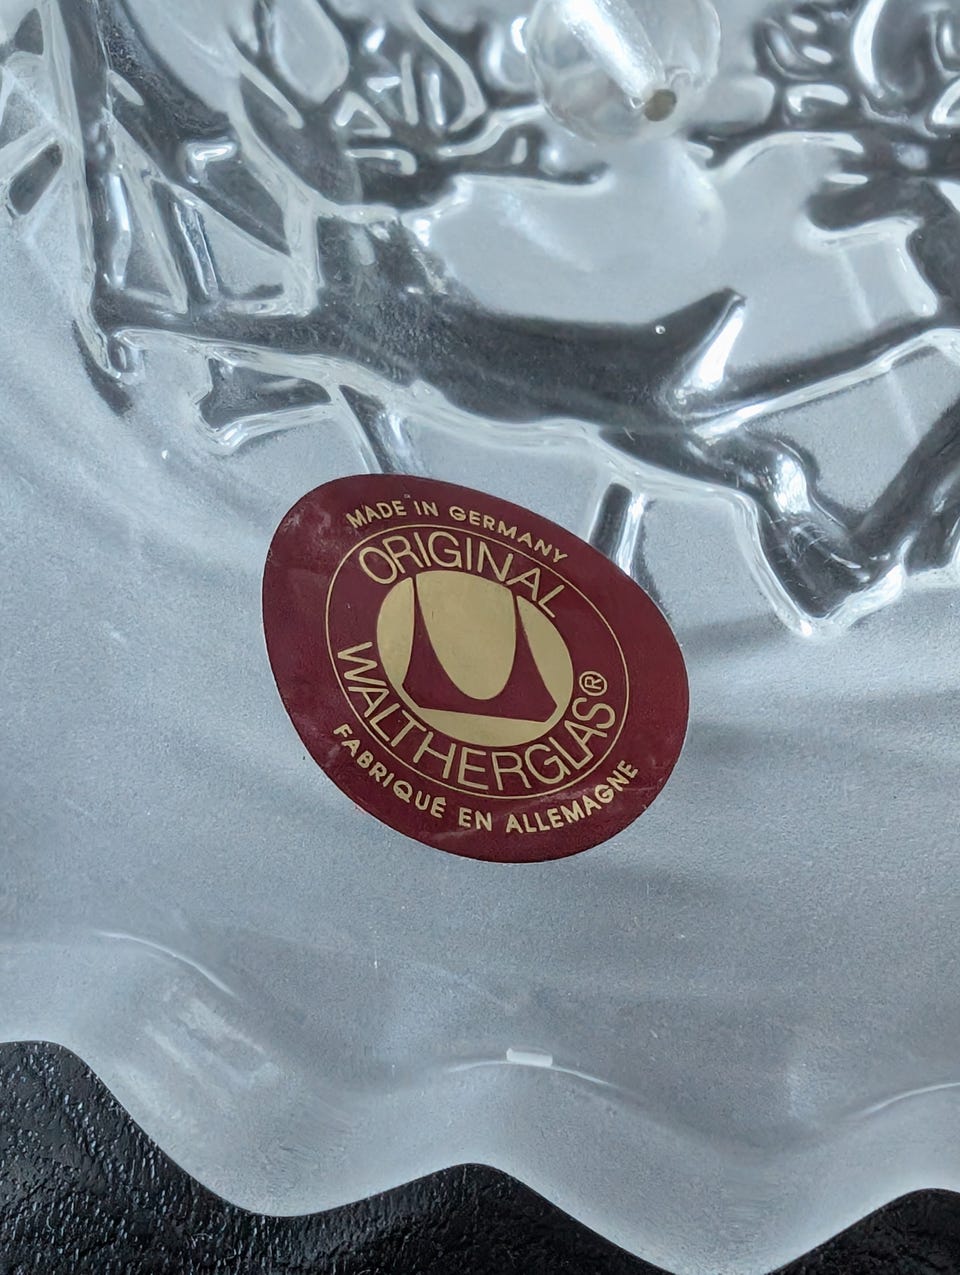 MADE IN GERMANY
ORIGINAL
WALTHERGLAS®
FABRIQUÉ EN ALLEMAGNE